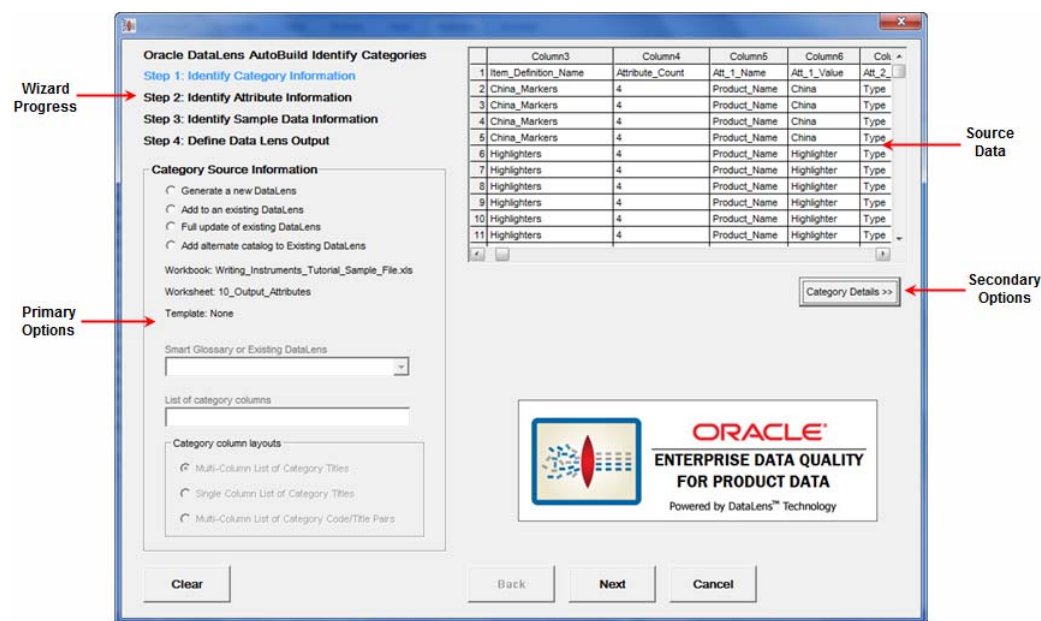 Wizard
Progress
Primary
Options
Source
Data
Secondary
Options
Oracle DataLens AutoBuild Identify Categories
Step 1: Identify Category Information
Step 2: Identify Attribute Information
Step 3: Identify Sample Data Information
Step 4: Define Data Lens Output
Category Source Information
Generate a new DataLens
Add to an existing DataLens
Full update of existing DataLens
Add alternate catalog to Existing DataLens
Workbook: Writing_Instruments_Tutorial_Sample_File.xls
Worksheet: 10_Output_Attributes
Template: None
Smart Glossary or Existing DataLens
List of category columns
Category column layouts
Multi-Column List of Category Titles
Single Column List of Category Titles
Multi-Column List of Category Code/Title Pairs
Column3 Column4 Column5 Column6 Colu
1 Item_Definition_Name Attribute_Count Att_1_Name Att_1_Value Att_2_
2 China_Markers 4 Product_Name China Type
3 China_Markers 4 Product_Name China Type
4 China_Markers 4 Product_Name China Type
5 China_Markers 4 Product_Name China Type
6 Highlighters 4 Product_Name Highlighter Type
7 Highlighters 4 Product_Name Highlighter Type
8 Highlighters 4 Product_Name Highlighter Type
9 Highlighters 4 Product_Name Highlighter Type
10 Highlighters 4 Product_Name Highlighter Type
11 Highlighters 4 Product_Name Highlighter Type
Category Details >>
ORACLE
ENTERPRISE DATA QUALITY
FOR PRODUCT DATA
Powered by DataLens™ Technology
Clear
Back
Next
Cancel